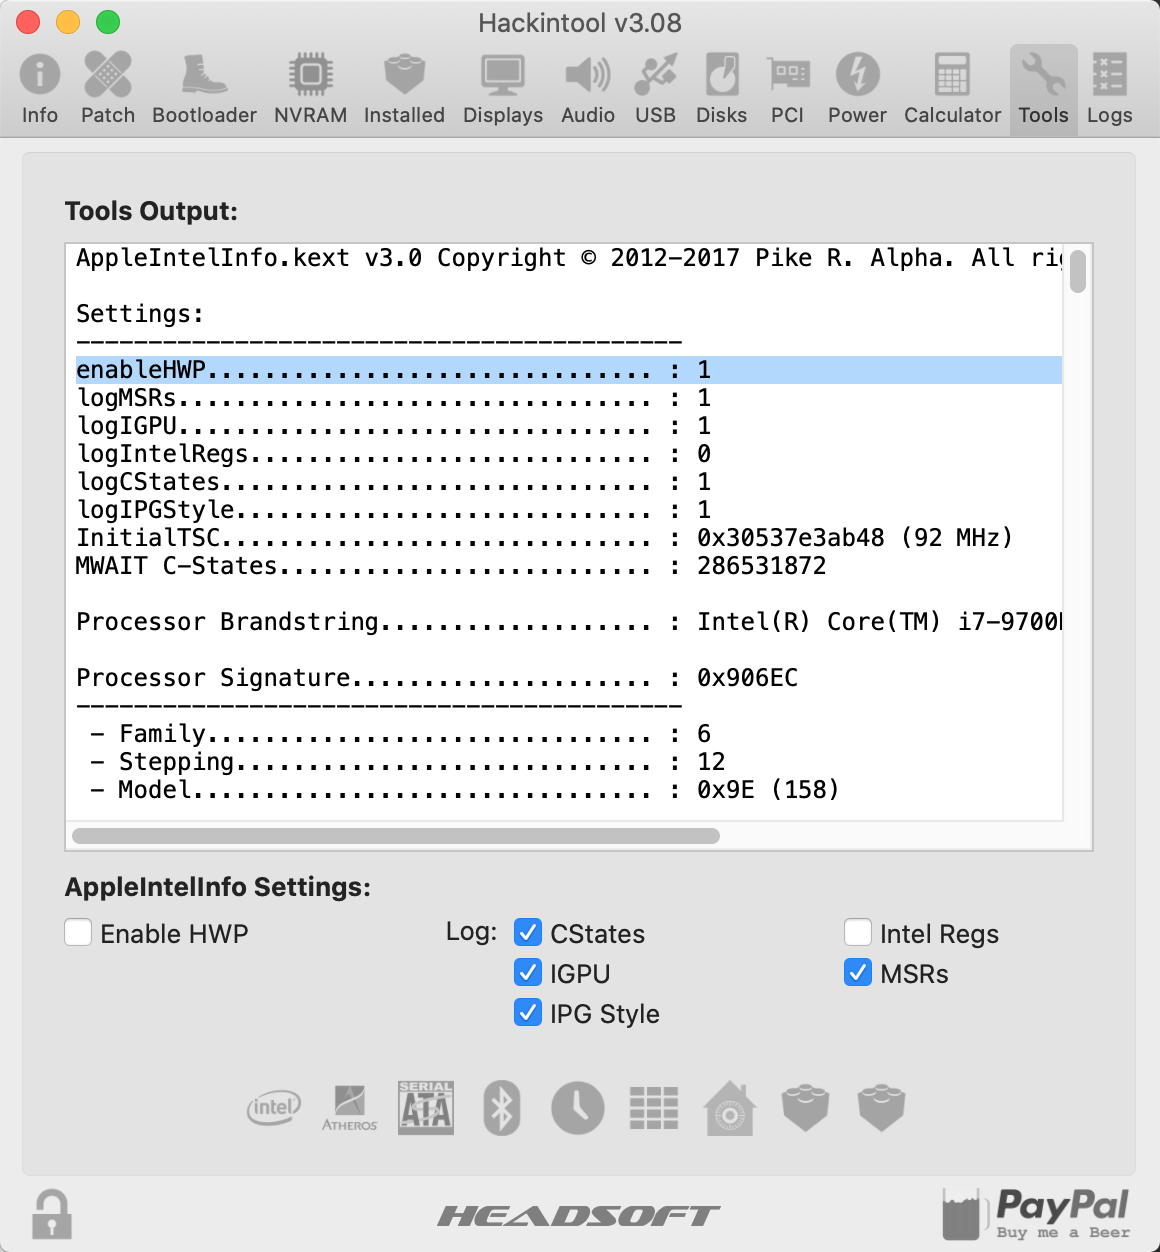 Hackintool v3.08
Info Patch Bootloader NVRAM Installed Displays Audio USB Disks PCI Power Calculator Tools Logs
Tools Output:
AppleIntelInfo.kext v3.0 Copyright © 2012-2017 Pike R. Alpha. All
Settings:
------------------------------------------
enableHWP............................... : 1
logMSRs................................. : 1
logIGPU................................. : 1
logIntelRegs............................ : 0
logCStates.............................. : 1
logIPGStyle............................. : 1
InitialTSC.............................. : 0x30537e3ab48 (92 MHz)
MWAIT C-States.......................... : 286531872
Processor Brandstring................... : Intel(R) Core(TM) i7-9700
Processor Signature..................... : 0x906EC
------------------------------------------
- Family............................... : 6
- Stepping............................. : 12
- Model................................ : 0x9E (158)
AppleIntelInfo Settings:
Enable HWP Log: CStates Intel Regs
IGPU MSRs
IPG Style
intel ATHEROS SERIAL ATA
HEADSOFT PayPal
Buy me a Beer